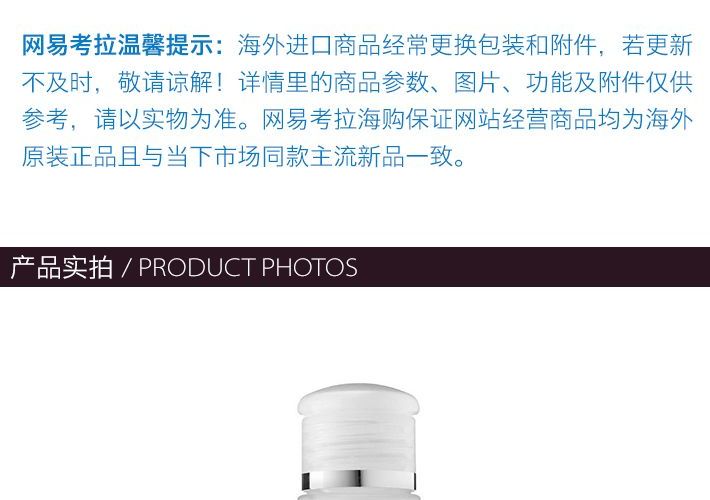 网易考拉温馨提示：海外进口商品经常更换包装和附件，若更新
不及时，敬请谅解！详情里的商品参数、图片、功能及附件仅供
参考，请以实物为准。网易考拉海购保证网站经营商品均为海外
原装正品且与当下市场同款主流新品一致。
产品实拍 / PRODUCT PHOTOS